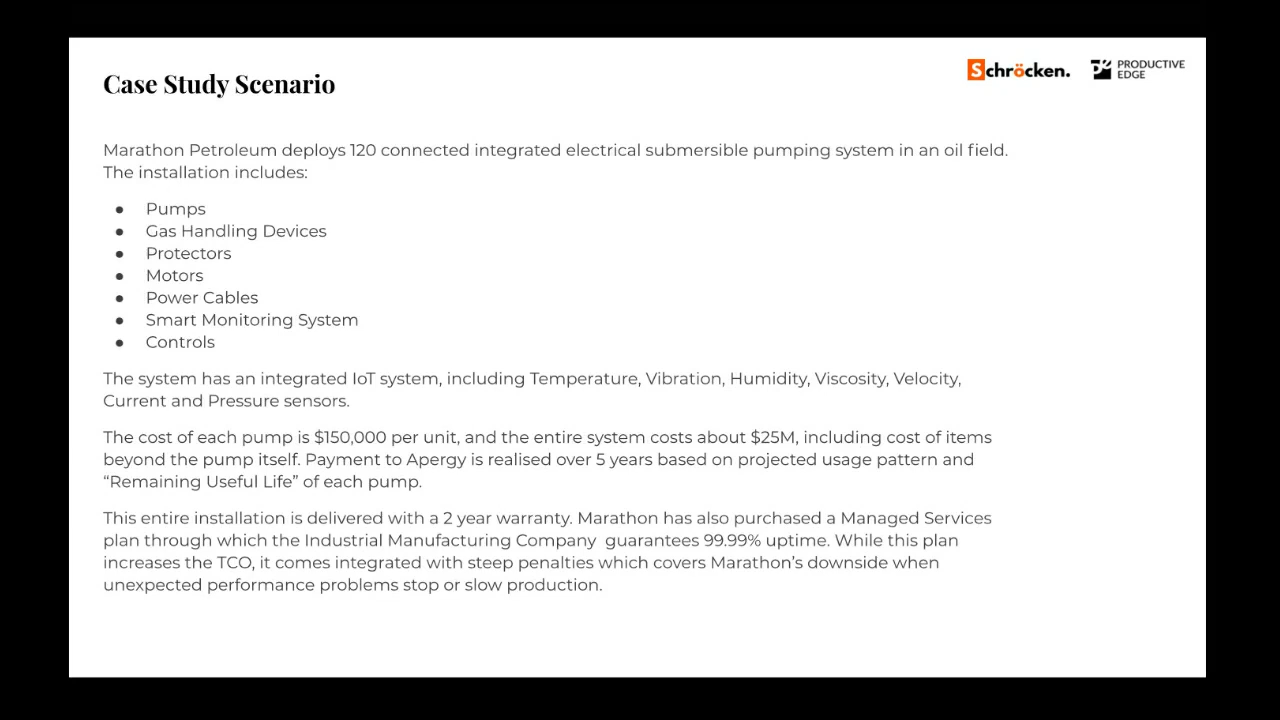 Case Study Scenario
Schröcken.
PRODUCTIVE
EDGE
Marathon Petroleum deploys 120 connected integrated electrical submersible pumping system in an oil field.
The installation includes:
● Pumps
● Gas Handling Devices
● Protectors
● Motors
● Power Cables
● Smart Monitoring System
● Controls
The system has an integrated IoT system, including Temperature, Vibration, Humidity, Viscosity, Velocity,
Current and Pressure sensors.
The cost of each pump is $150,000 per unit, and the entire system costs about $25M, including cost of items
beyond the pump itself. Payment to Apergy is realised over 5 years based on projected usage pattern and
“Remaining Useful Life” of each pump.
This entire installation is delivered with a 2 year warranty. Marathon has also purchased a Managed Services
plan through which the Industrial Manufacturing Company  guarantees 99.99% uptime. While this plan
increases the TCO, it comes integrated with steep penalties which covers Marathon’s downside when
unexpected performance problems stop or slow production.